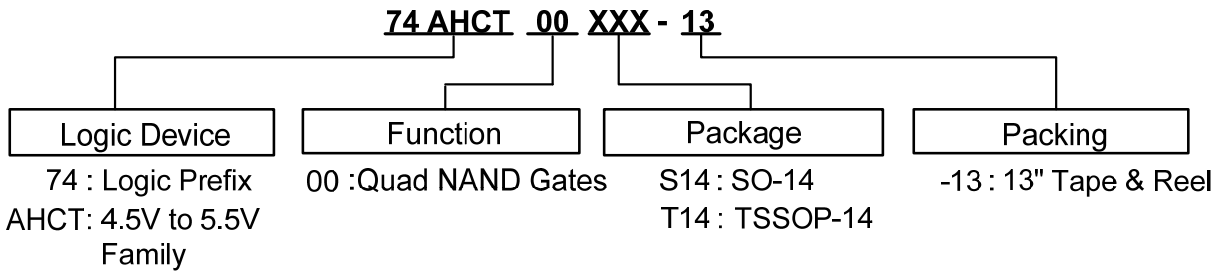 74 AHCT 00 XXX - 13
Logic Device
Function
Package
Packing
74 : Logic Prefix
AHCT: 4.5V to 5.5V
Family
00 :Quad NAND Gates
S14 : SO-14
T14 : TSSOP-14
-13 : 13" Tape & Reel